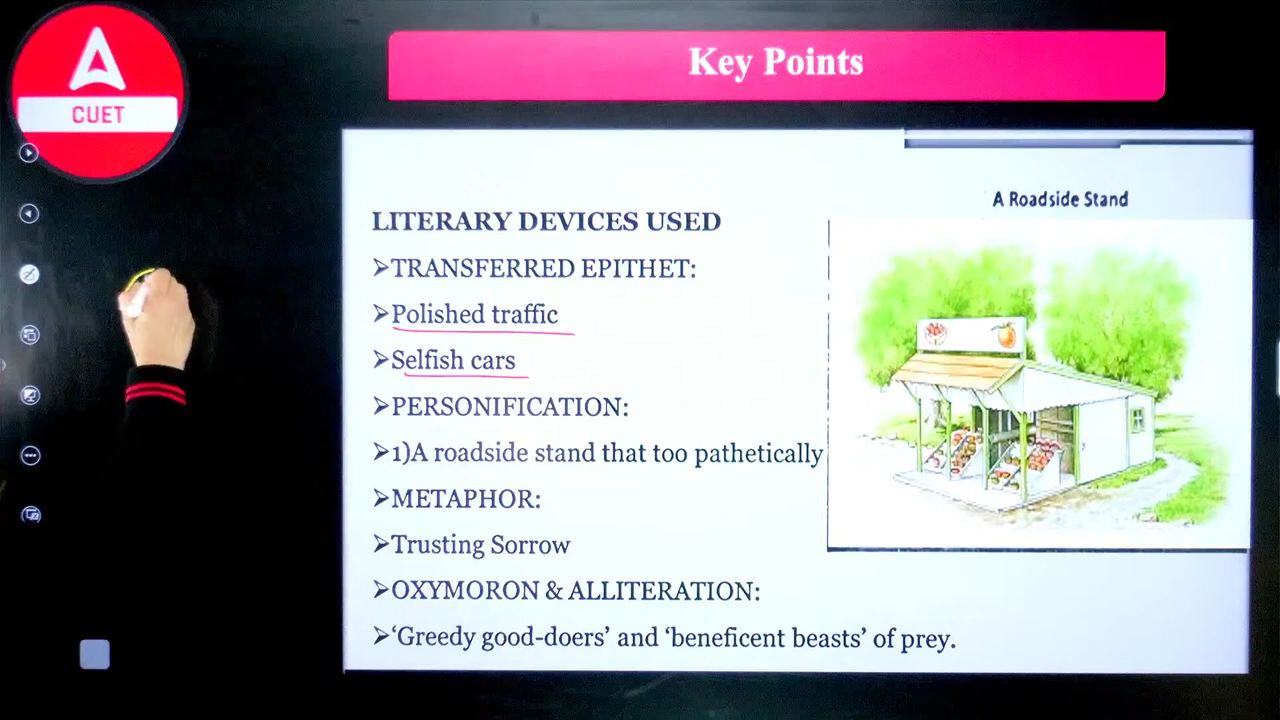 CUET
Key Points
A Roadside Stand
LITERARY DEVICES USED
➢TRANSFERRED EPITHET:
➢Polished traffic
➢Selfish cars
➢PERSONIFICATION:
➢1)A roadside stand that too pathetically
➢METAPHOR:
➢Trusting Sorrow
➢OXYMORON & ALLITERATION:
➢‘Greedy good-doers’ and ‘beneficent beasts’ of prey.